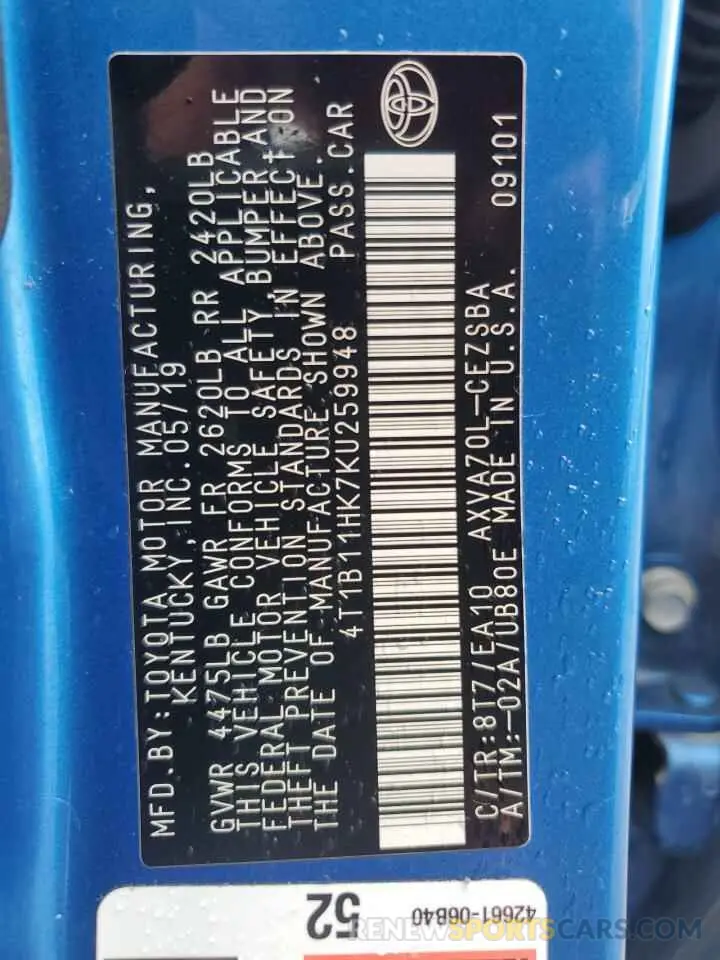 MFD.BY:TOYOTA MOTOR MANUFACTURING,
KENTUCKY,INC.05/19
GVWR 4475LB GAWR FR 2620LB RR 2420LB
THIS VEHICLE CONFORMS TO ALL APPLICABLE
FEDERAL MOTOR VEHICLE SAFETY,BUMPER,AND
THEFT PREVENTION STANDARDS IN EFFECT ON
THE DATE OF MANUFACTURE SHOWN ABOVE.
4T1B11HK7KU259948 PASS.CAR
C/TR:8T7/EA10 AXVA70L-CEZSBA 09101
A/TM:-02A/UB80E MADE IN U.S.A.
52
42661-06B40
RENEWSPORTSCARS.COM